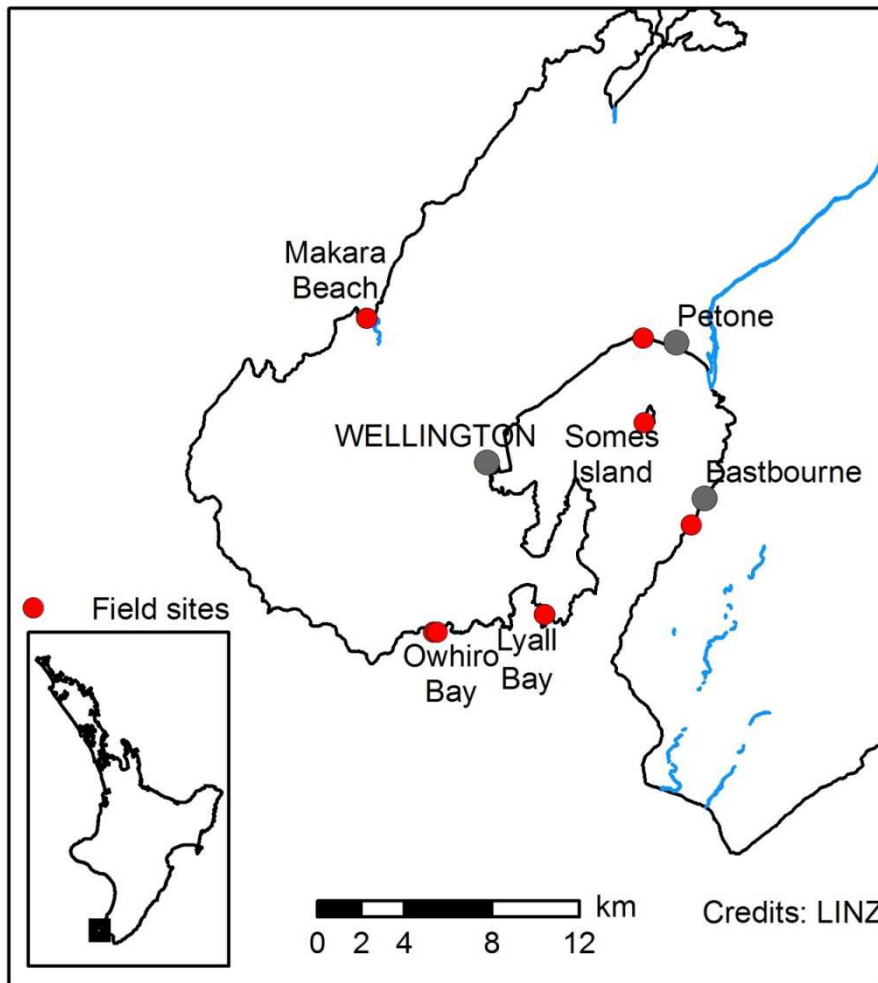 Makara
Beach
Petone
WELLINGTON
Somes
Island
Eastbourne
Field sites
Owhiro
Bay
Lyall
Bay
km
0 2 4 8 12
Credits: LINZ